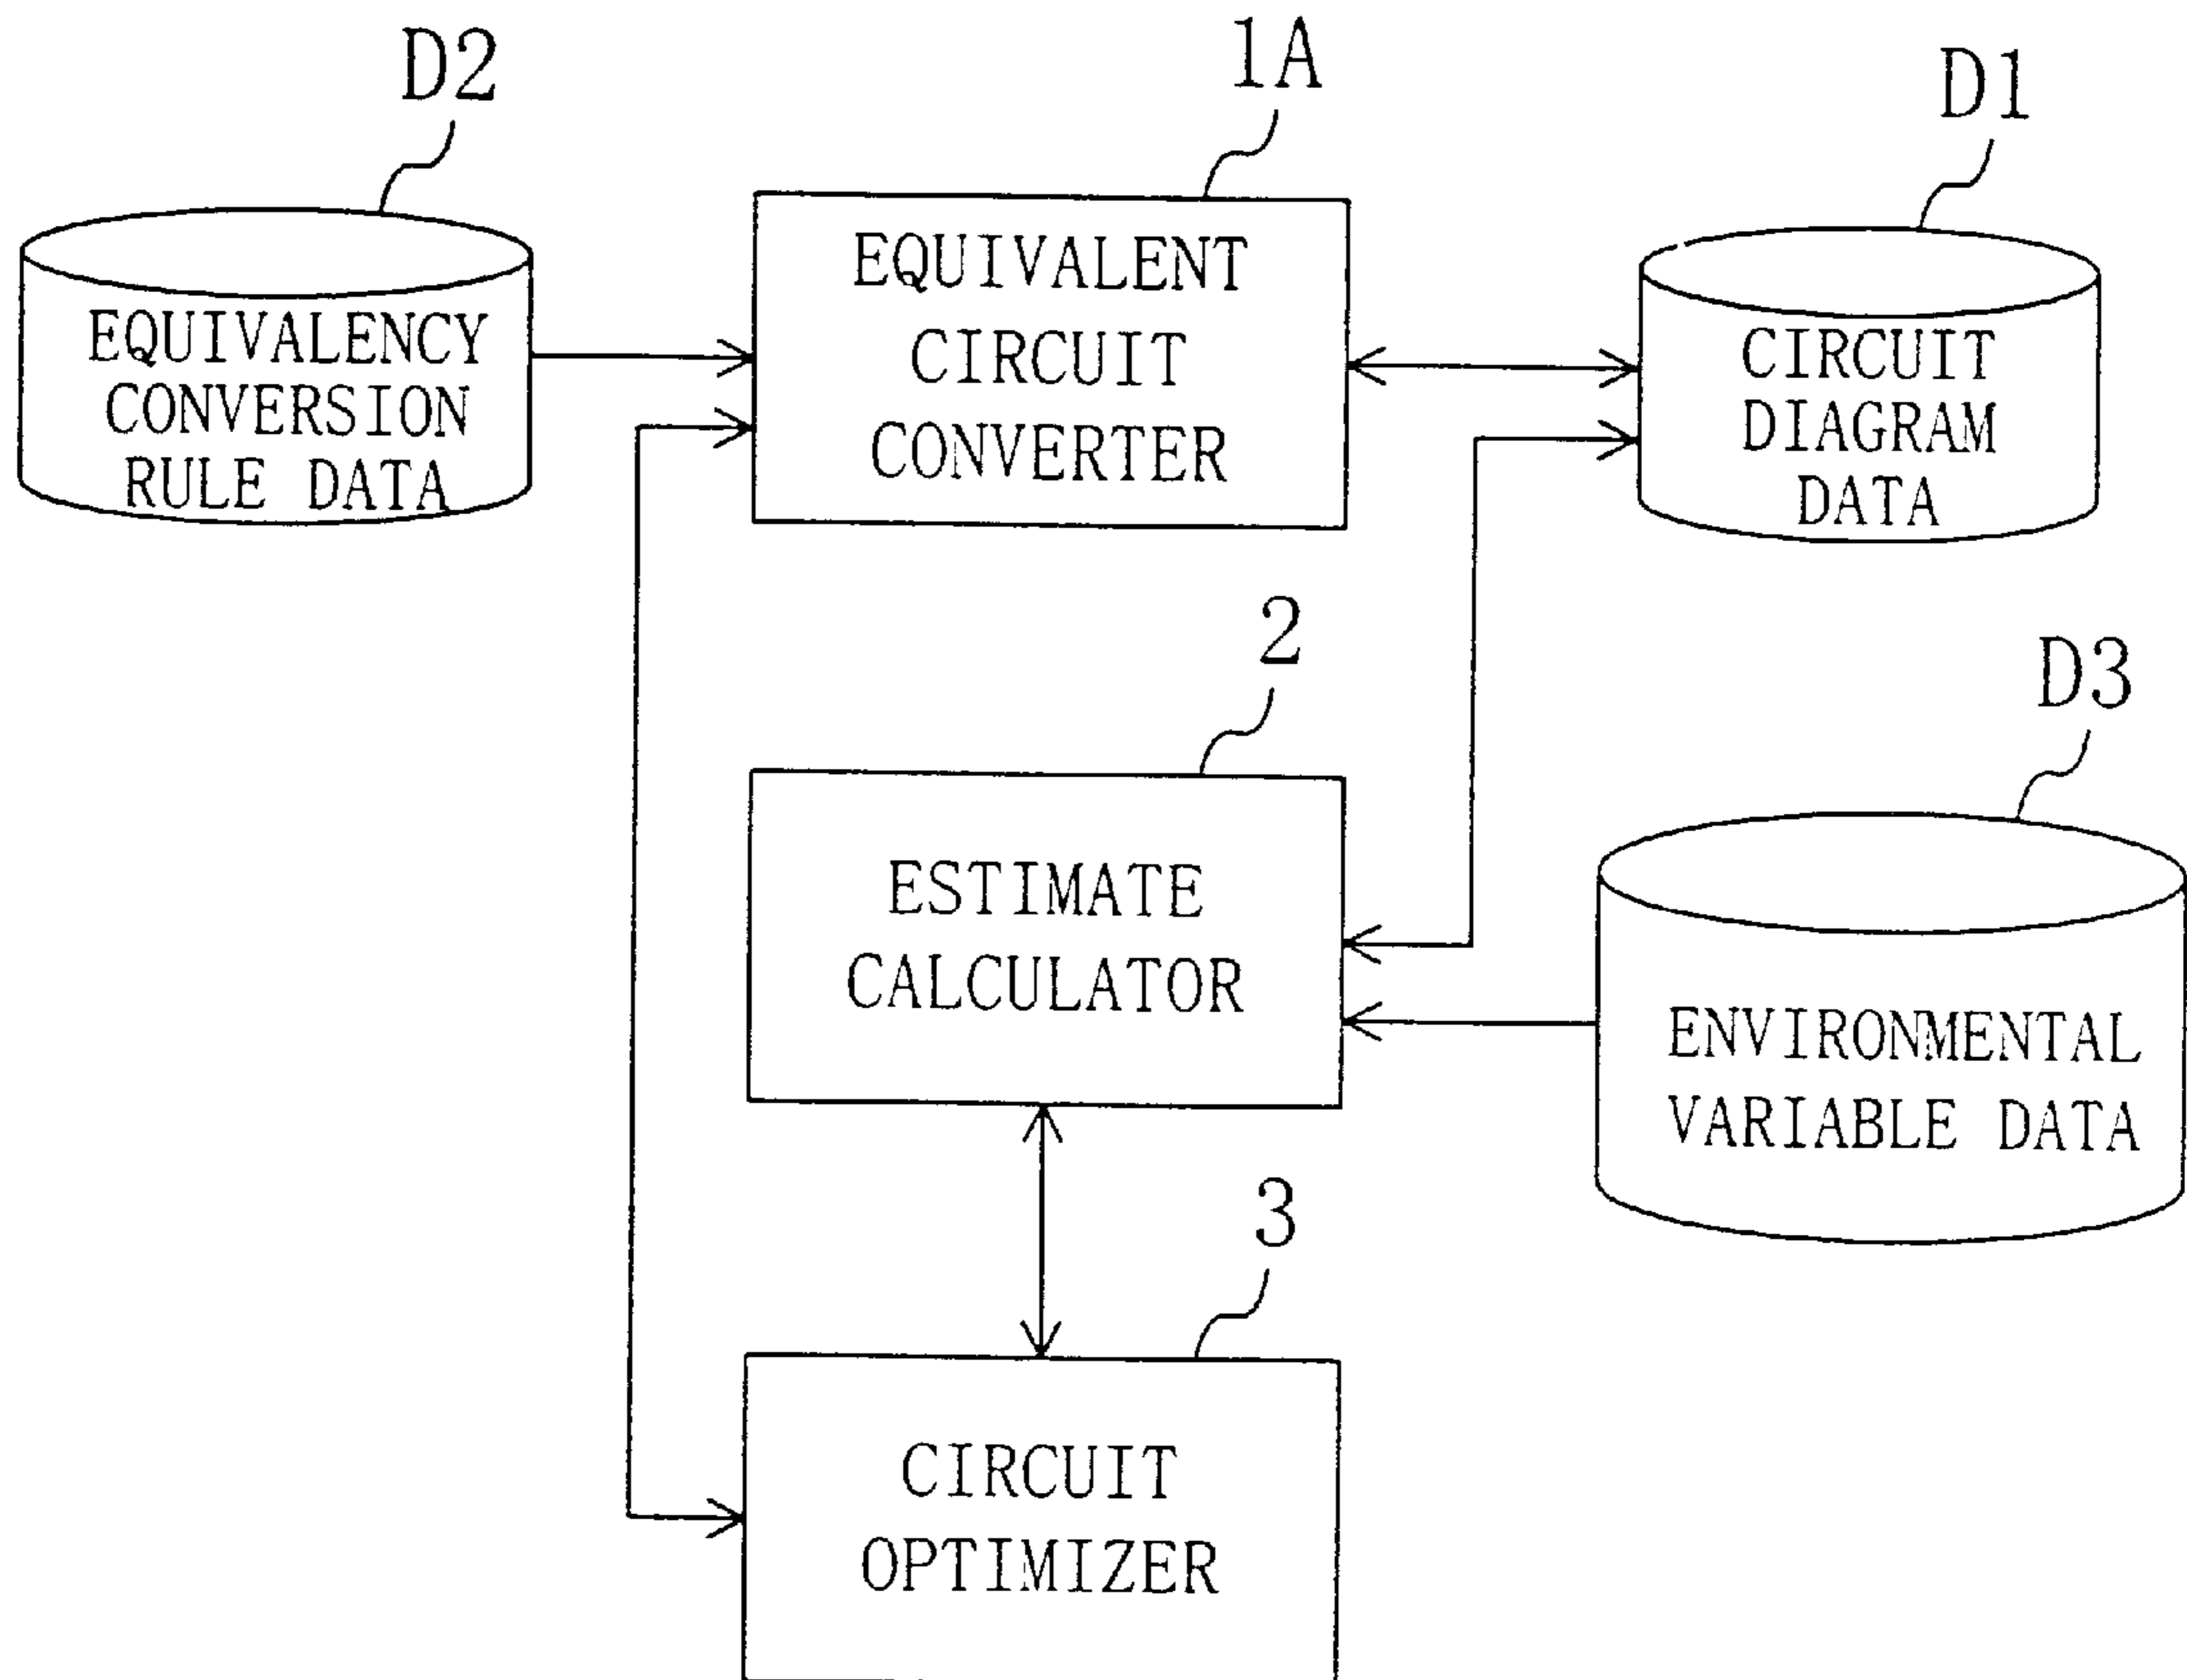 D2
1A
D1
EQUIVALENCY
CONVERSION
RULE DATA
EQUIVALENT
CIRCUIT
CONVERTER
CIRCUIT
DIAGRAM
DATA
2
D3
ESTIMATE
CALCULATOR
ENVIRONMENTAL
VARIABLE DATA
3
CIRCUIT
OPTIMIZER